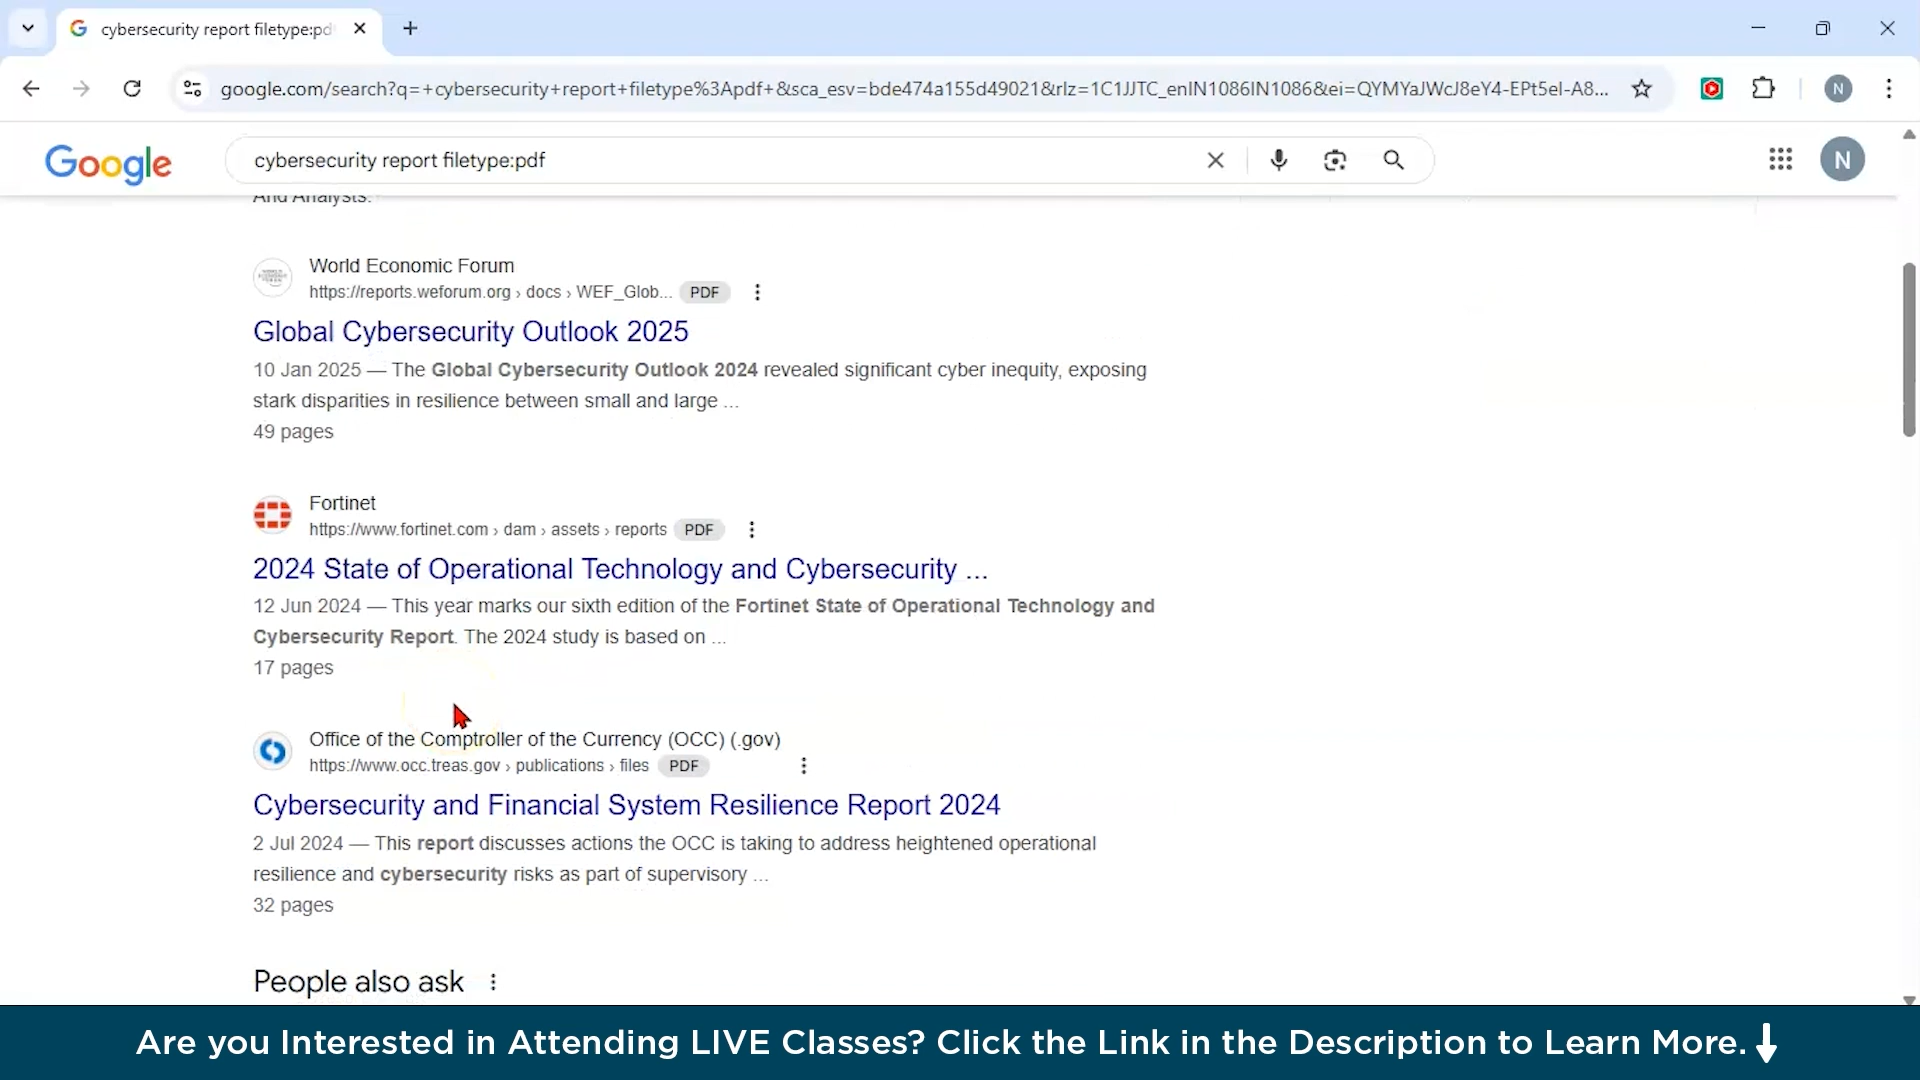 cybersecurity report filetype:pd
google.com/search?q=+cybersecurity+report+filetype%3Apdf+&sca_esv=bde474a155d49021&rlz=1C1JJTC_enIN1086IN1086&ei=QYMYaJWcJ8eY4-EPt5eI-A8...
N
Google
cybersecurity report filetype:pdf
N
And Analysts.
World Economic Forum
https://reports.weforum.org › docs › WEF_Glob... PDF
Global Cybersecurity Outlook 2025
10 Jan 2025 — The Global Cybersecurity Outlook 2024 revealed significant cyber inequity, exposing
stark disparities in resilience between small and large ...
49 pages
Fortinet
https://www.fortinet.com › dam › assets › reports PDF
2024 State of Operational Technology and Cybersecurity ...
12 Jun 2024 — This year marks our sixth edition of the Fortinet State of Operational Technology and
Cybersecurity Report. The 2024 study is based on ...
17 pages
Office of the Comptroller of the Currency (OCC) (.gov)
https://www.occ.treas.gov › publications › files PDF
Cybersecurity and Financial System Resilience Report 2024
2 Jul 2024 — This report discusses actions the OCC is taking to address heightened operational
resilience and cybersecurity risks as part of supervisory ...
32 pages
People also ask
Are you Interested in Attending LIVE Classes? Click the Link in the Description to Learn More.